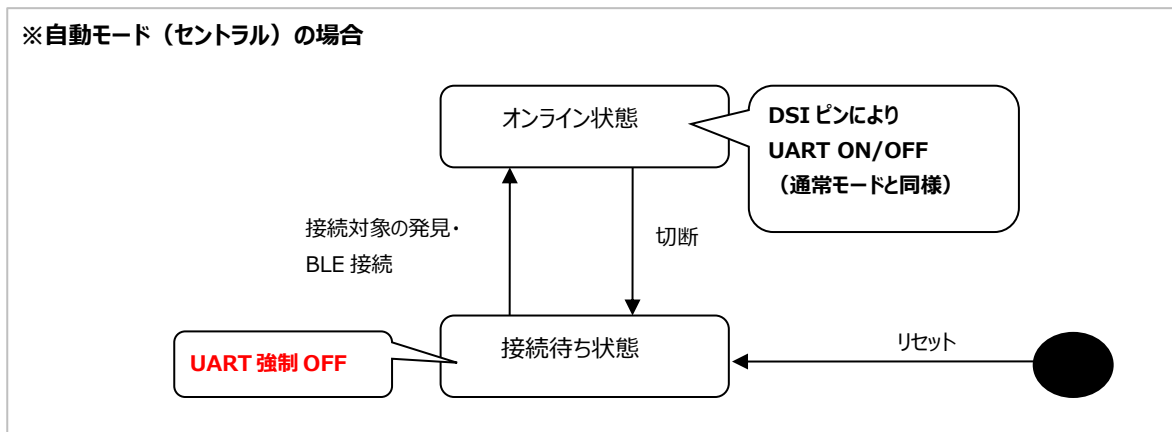 ※自動モード（セントラル）の場合
オンライン状態
DSI ピンにより
UART ON/OFF
（通常モードと同様）
接続対象の発見・
BLE 接続
切断
UART 強制 OFF
接続待ち状態
リセット